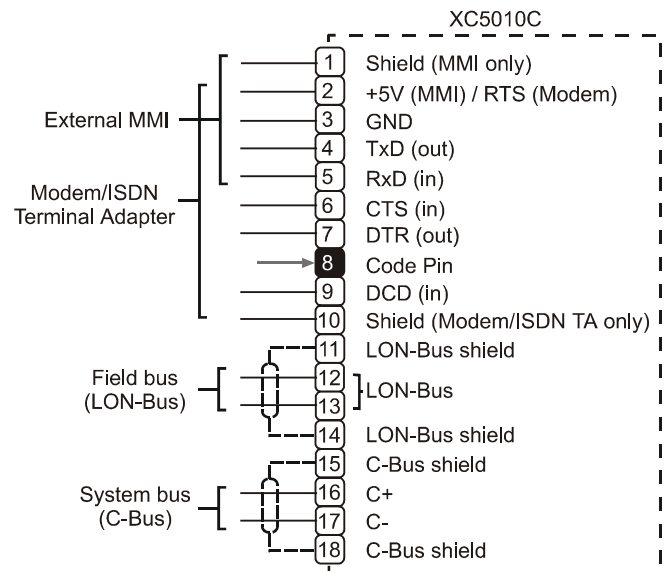 XC5010C
1 Shield (MMI only)
2 +5V (MMI) / RTS (Modem)
External MMI
3 GND
4 TxD (out)
5 RxD (in)
Modem/ISDN
Terminal Adapter
6 CTS (in)
7 DTR (out)
8 Code Pin
9 DCD (in)
10 Shield (Modem/ISDN TA only)
11 LON-Bus shield
Field bus
(LON-Bus)
12
LON-Bus
13
14 LON-Bus shield
15 C-Bus shield
System bus
(C-Bus)
16 C+
17 C-
18 C-Bus shield